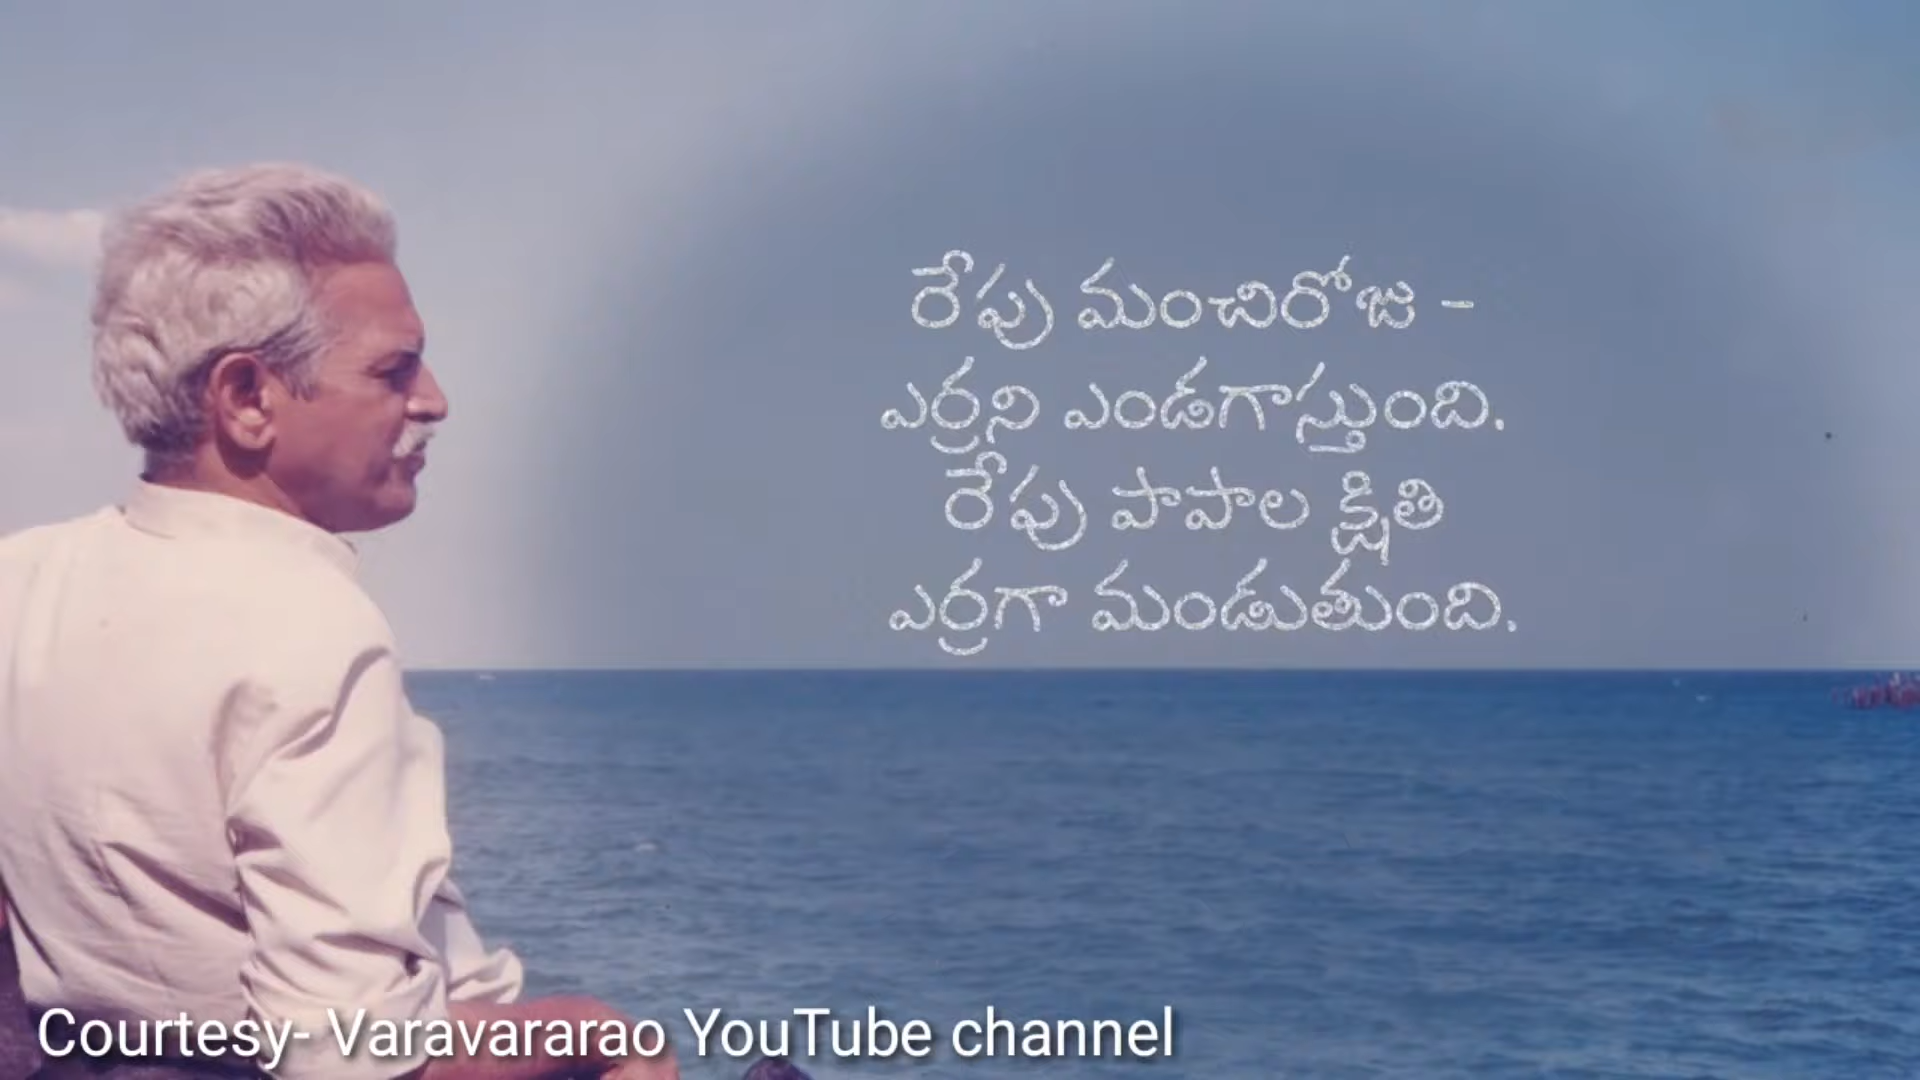 రేపు మంచిరోజు -
ఎర్రని ఎండగాస్తుంది.
రేపు పాపాల క్షితి
ఎర్రగా మండుతుంది.
Courtesy- Varavararao YouTube channel